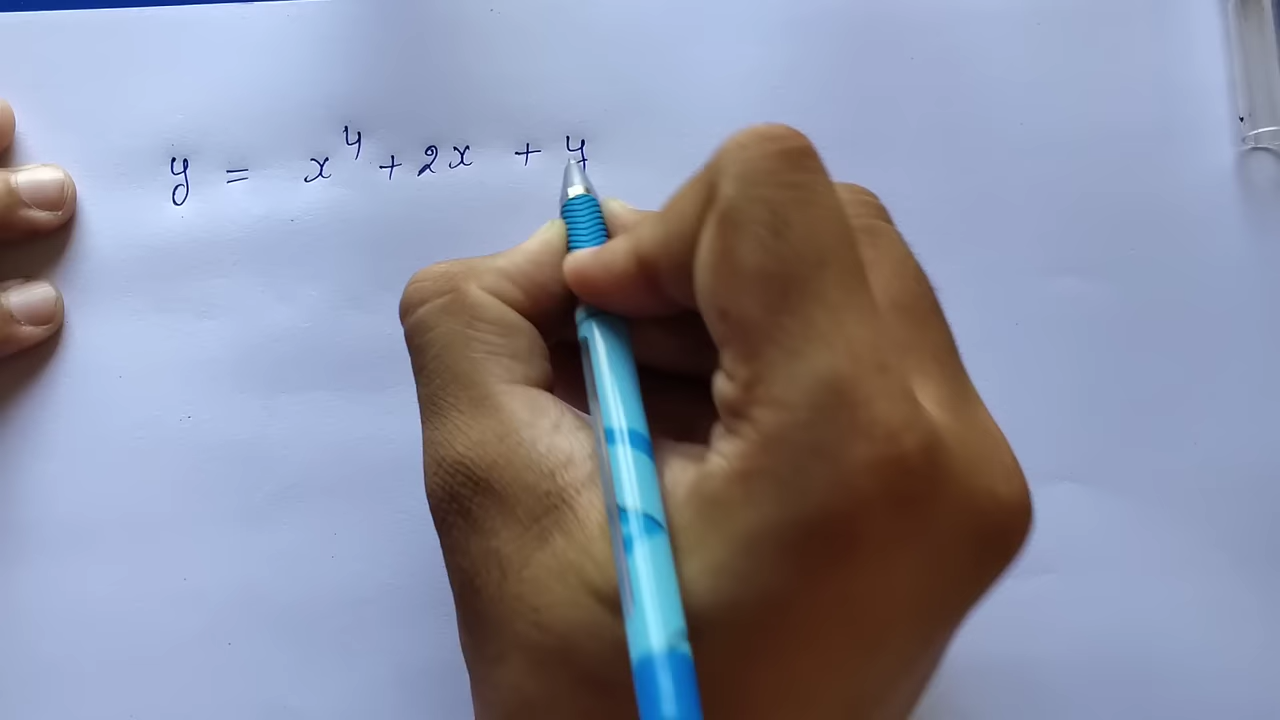 y = x⁴ + 2x + 4